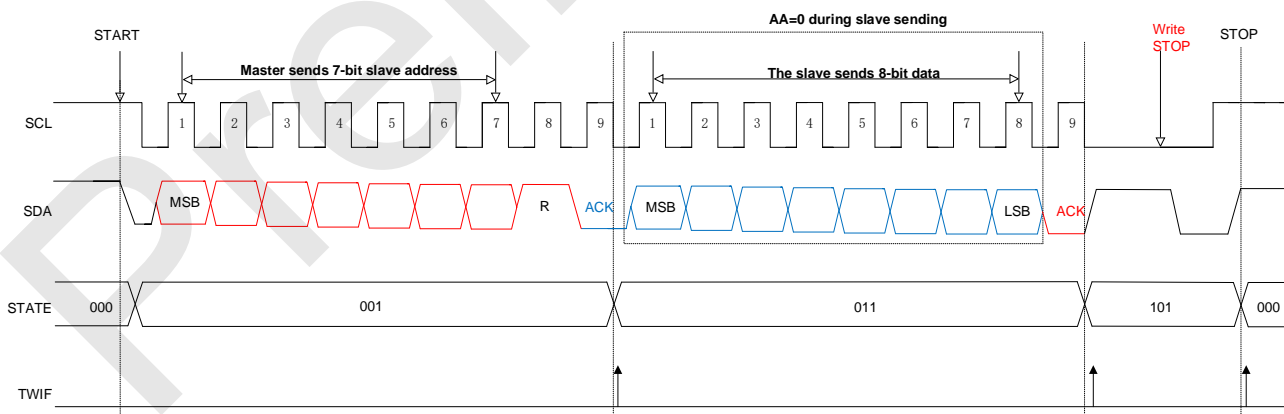 AA=0 during slave sending
START
Write
STOP
STOP
Master sends 7-bit slave address
The slave sends 8-bit data
SCL
1 2 3 4 5 6 7 8 9 1 2 3 4 5 6 7 8 9
SDA
MSB R ACK MSB LSB ACK
STATE
000 001 011 101 000
TWIF
Prem